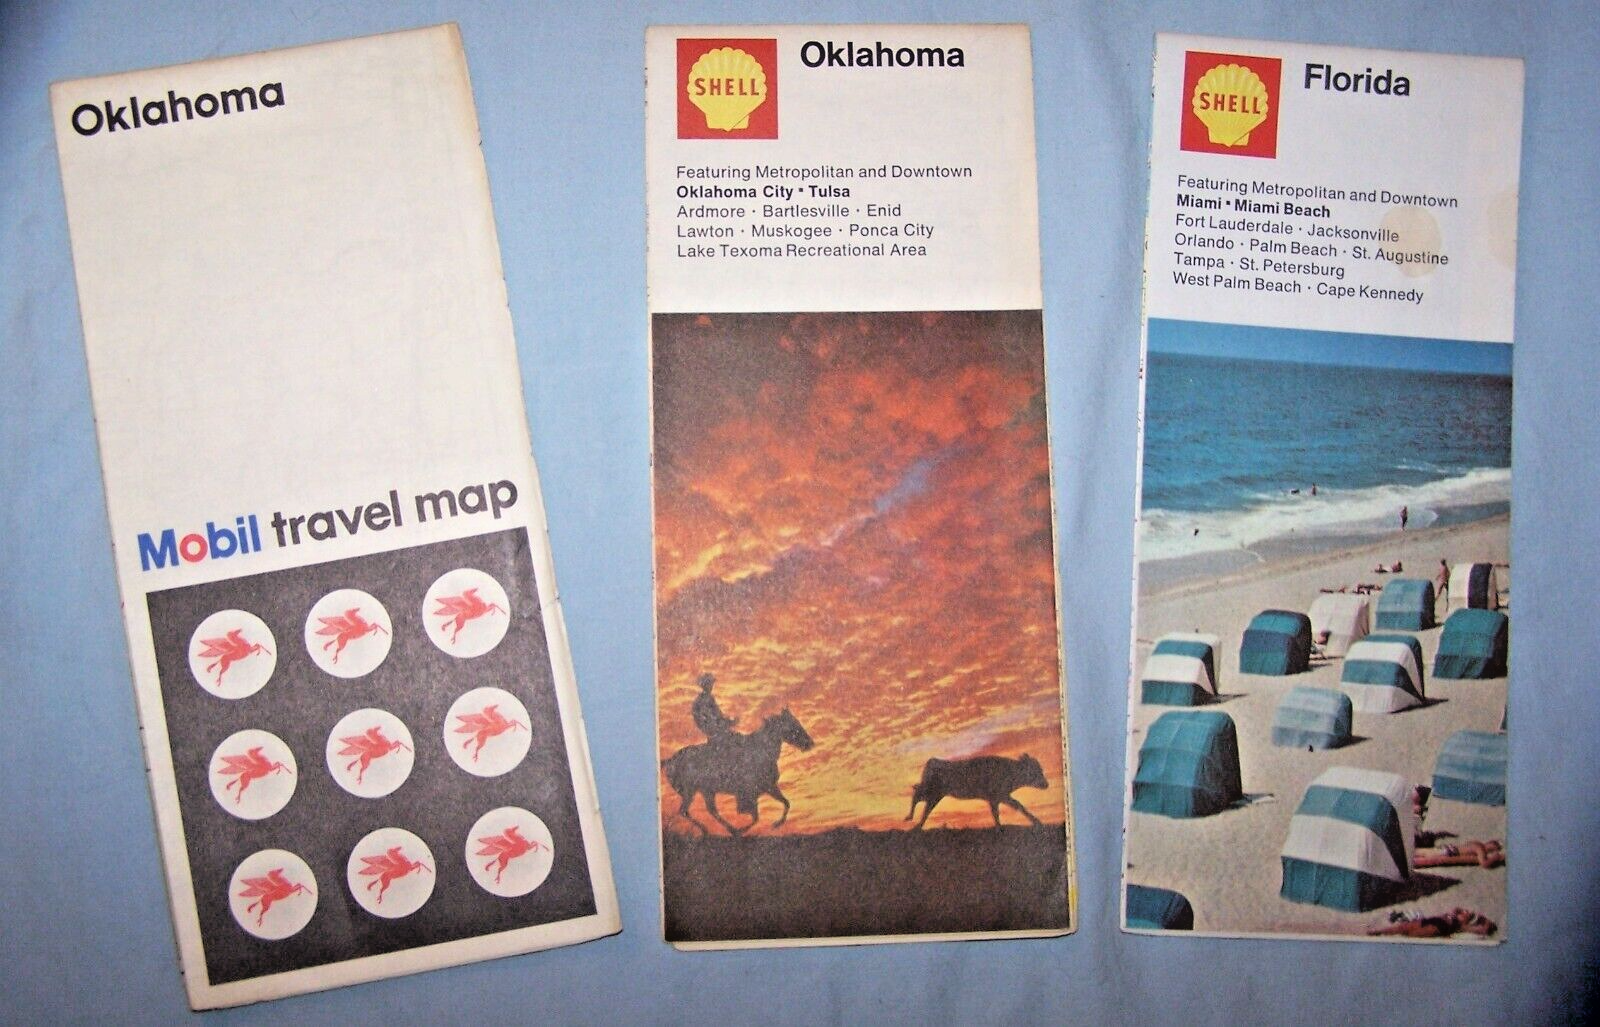 Oklahoma
Mobil travel map
SHELL
Oklahoma
Featuring Metropolitan and Downtown
Oklahoma City ▪ Tulsa
Ardmore · Bartlesville · Enid
Lawton · Muskogee · Ponca City
Lake Texoma Recreational Area
SHELL
Florida
Featuring Metropolitan and Downtown
Miami ▪ Miami Beach
Fort Lauderdale · Jacksonville
Orlando · Palm Beach · St. Augustine
Tampa · St. Petersburg
West Palm Beach · Cape Kennedy